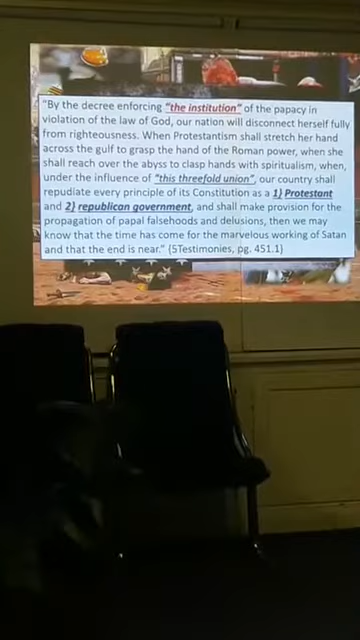 "By the decree enforcing "the institution" of the papacy in
violation of the law of God, our nation will disconnect herself fully
from righteousness. When Protestantism shall stretch her hand
across the gulf to grasp the hand of the Roman power, when she
shall reach over the abyss to clasp hands with spiritualism, when,
under the influence of "this threefold union", our country shall
repudiate every principle of its Constitution as a 1) Protestant
and 2) republican government, and shall make provision for the
propagation of papal falsehoods and delusions, then we may
know that the time has come for the marvelous working of Satan
and that the end is near." {5Testimonies, pg. 451.1}